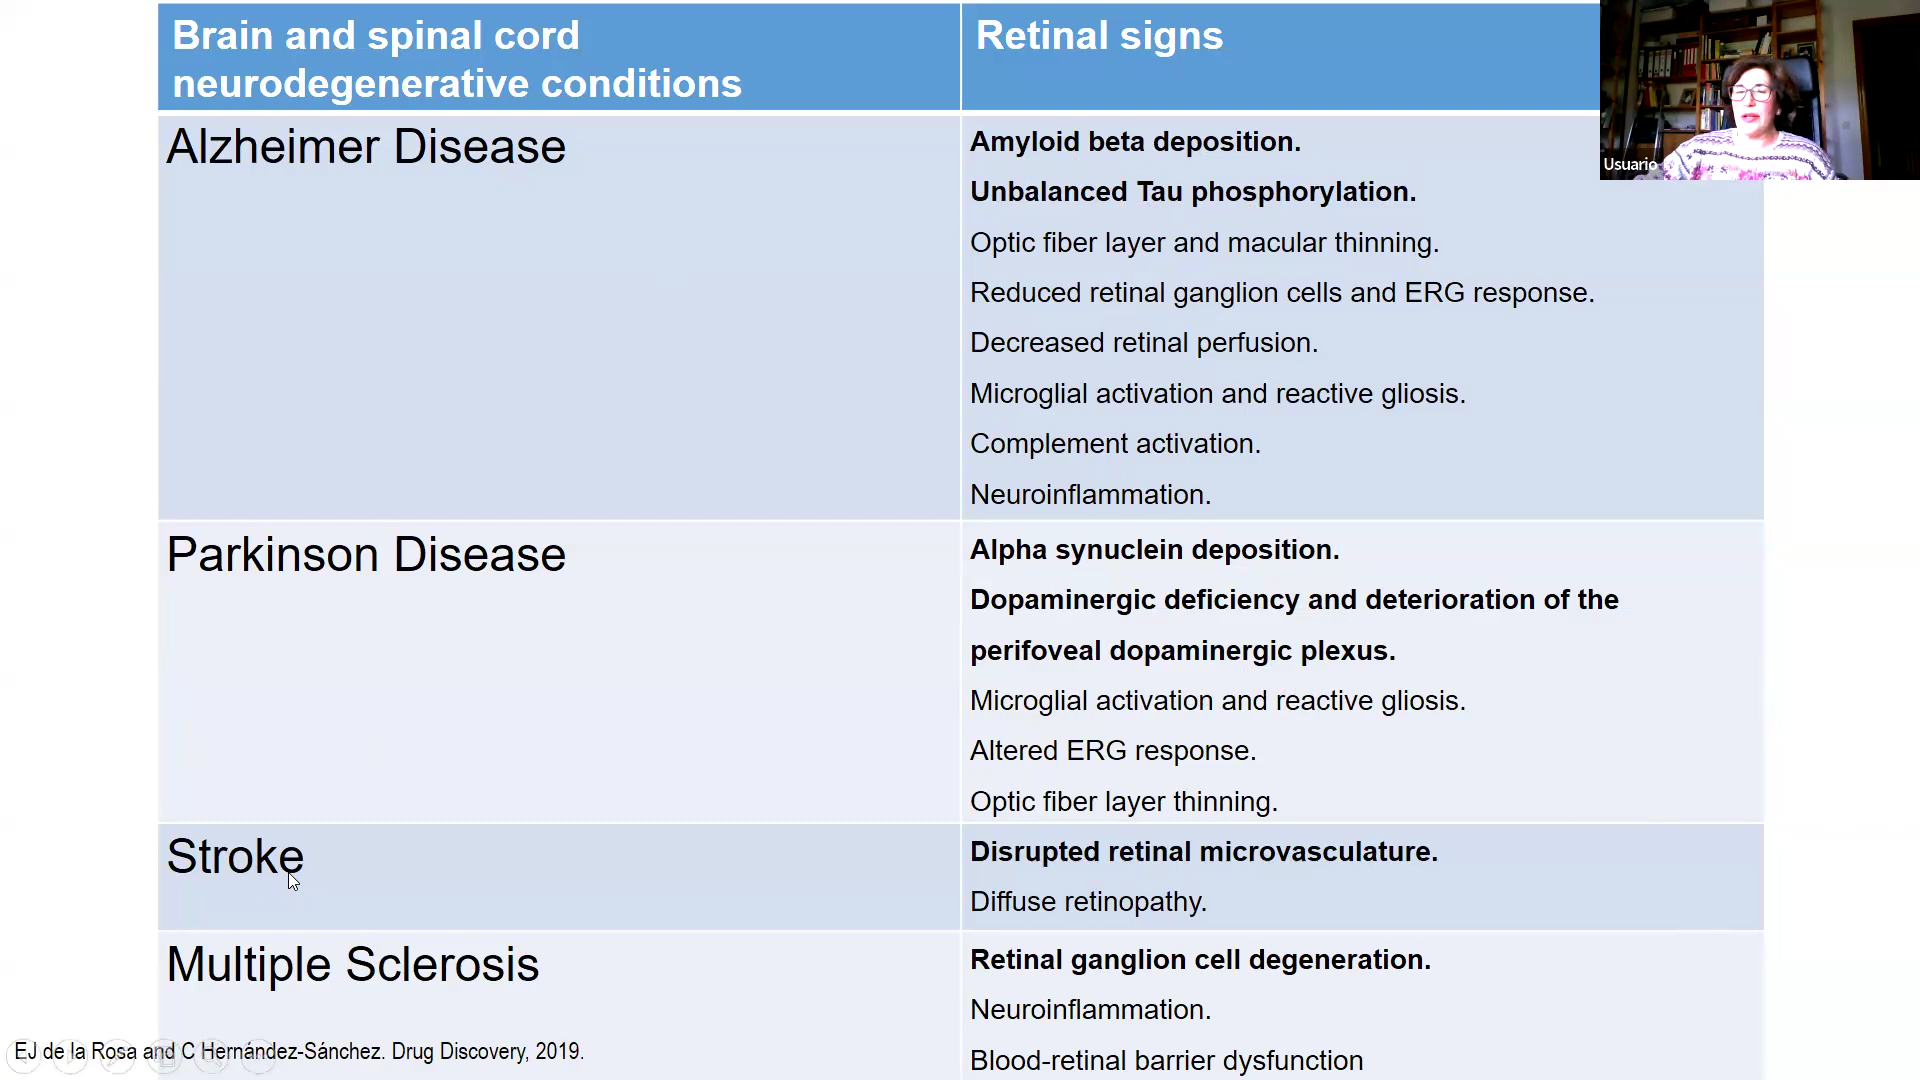 Brain and spinal cord
neurodegenerative conditions
Retinal signs
Usuario
Alzheimer Disease
Amyloid beta deposition.
Unbalanced Tau phosphorylation.
Optic fiber layer and macular thinning.
Reduced retinal ganglion cells and ERG response.
Decreased retinal perfusion.
Microglial activation and reactive gliosis.
Complement activation.
Neuroinflammation.
Parkinson Disease
Alpha synuclein deposition.
Dopaminergic deficiency and deterioration of the
perifoveal dopaminergic plexus.
Microglial activation and reactive gliosis.
Altered ERG response.
Optic fiber layer thinning.
Stroke
Disrupted retinal microvasculature.
Diffuse retinopathy.
Multiple Sclerosis
Retinal ganglion cell degeneration.
Neuroinflammation.
Blood-retinal barrier dysfunction
EJ de la Rosa and C Hernández-Sánchez. Drug Discovery, 2019.